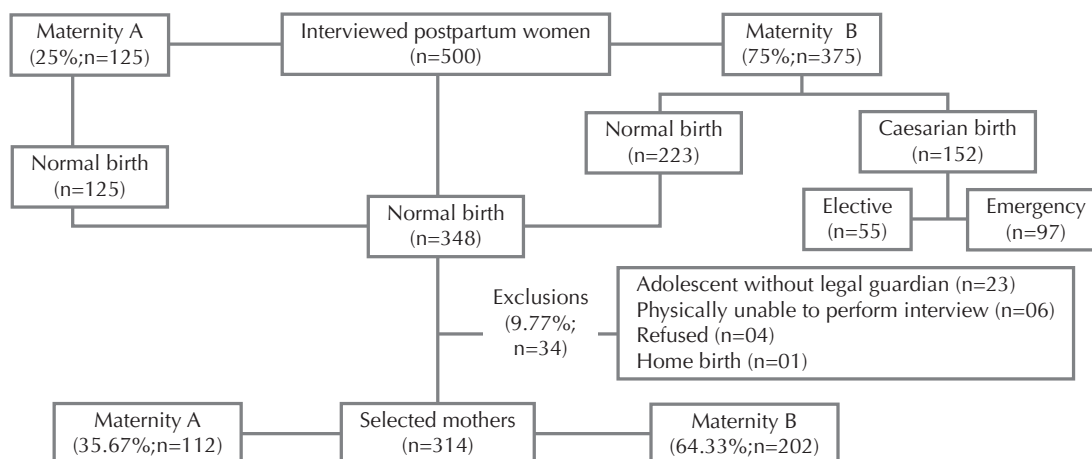 Maternity A
(25%;n=125)
Interviewed postpartum women
(n=500)
Maternity B
(75%;n=375)
Normal birth
(n=125)
Normal birth
(n=223)
Caesarian birth
(n=152)
Normal birth
(n=348)
Elective
(n=55)
Emergency
(n=97)
Exclusions
(9.77%;
n=34)
Adolescent without legal guardian (n=23)
Physically unable to perform interview (n=06)
Refused (n=04)
Home birth (n=01)
Maternity A
(35.67%;n=112)
Selected mothers
(n=314)
Maternity B
(64.33%;n=202)